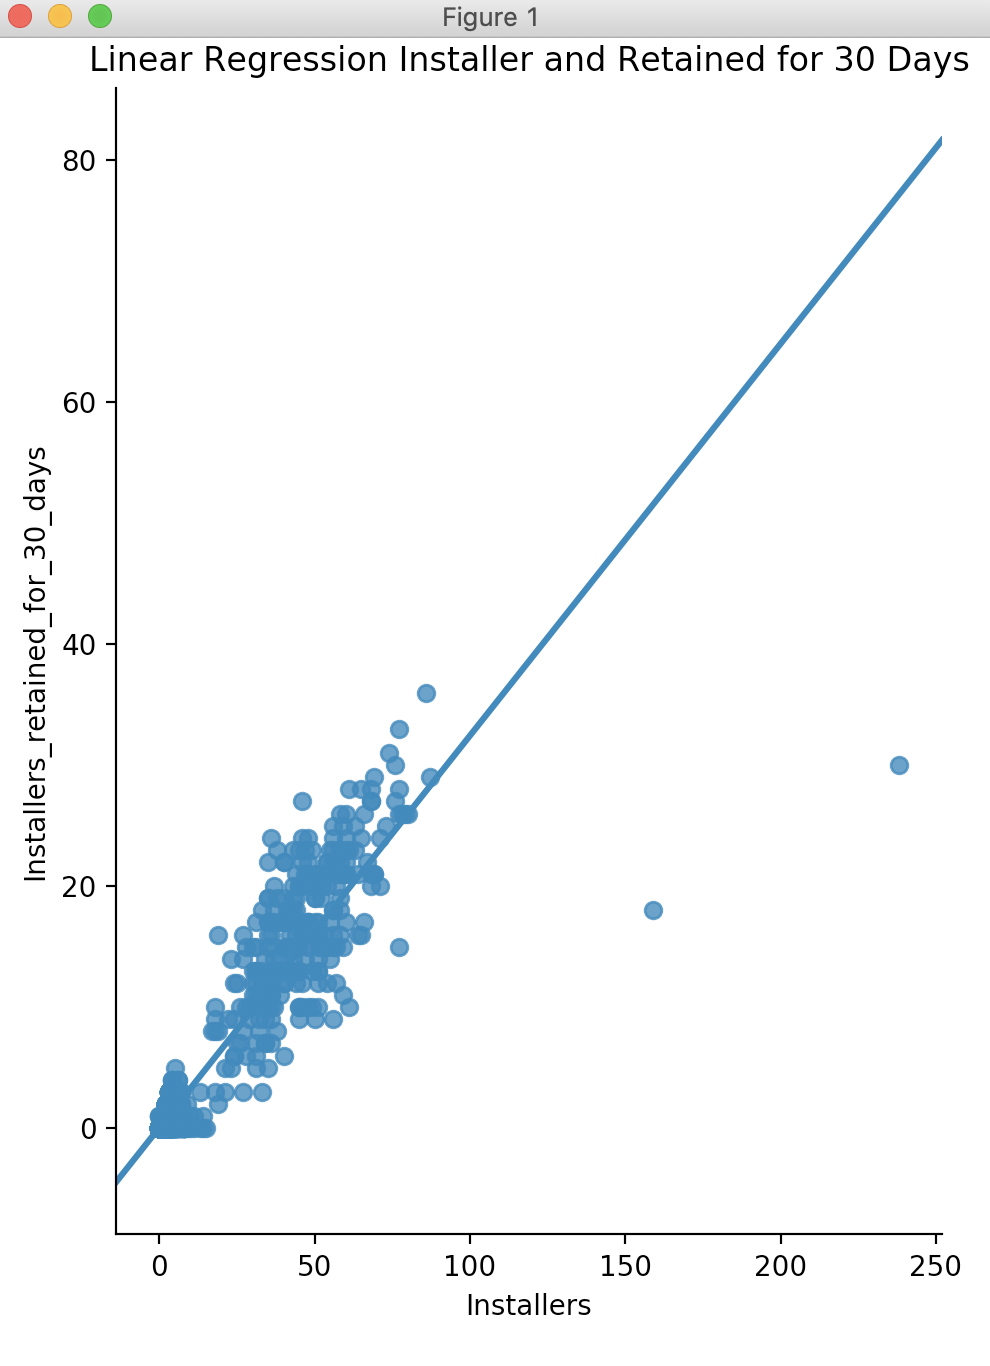 Figure 1
Linear Regression Installer and Retained for 30 Days
80
60
40
20
0
Installers_retained_for_30_days
0 50 100 150 200 250
Installers